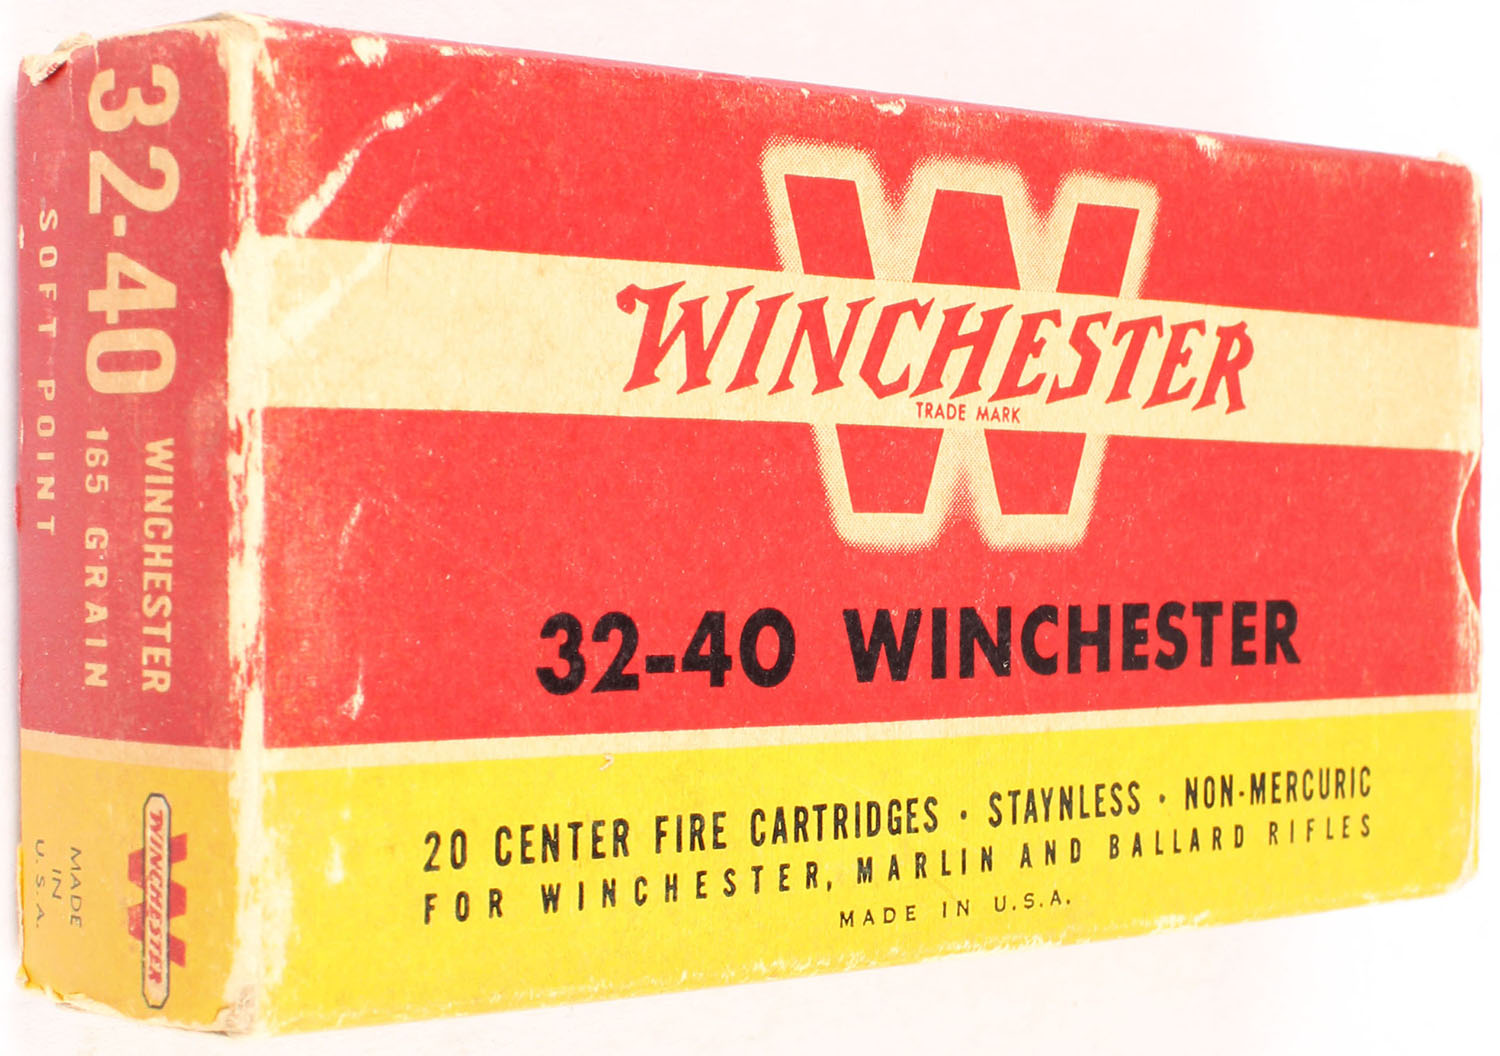 32-40 WINCHESTER
165 GRAIN
SOFT POINT
WINCHESTER
MADE
IN
U.S.A.
W
WINCHESTER
TRADE MARK
32-40 WINCHESTER
20 CENTER FIRE CARTRIDGES · STAYNLESS · NON-MERCURIC
FOR WINCHESTER, MARLIN AND BALLARD RIFLES
MADE IN U.S.A.